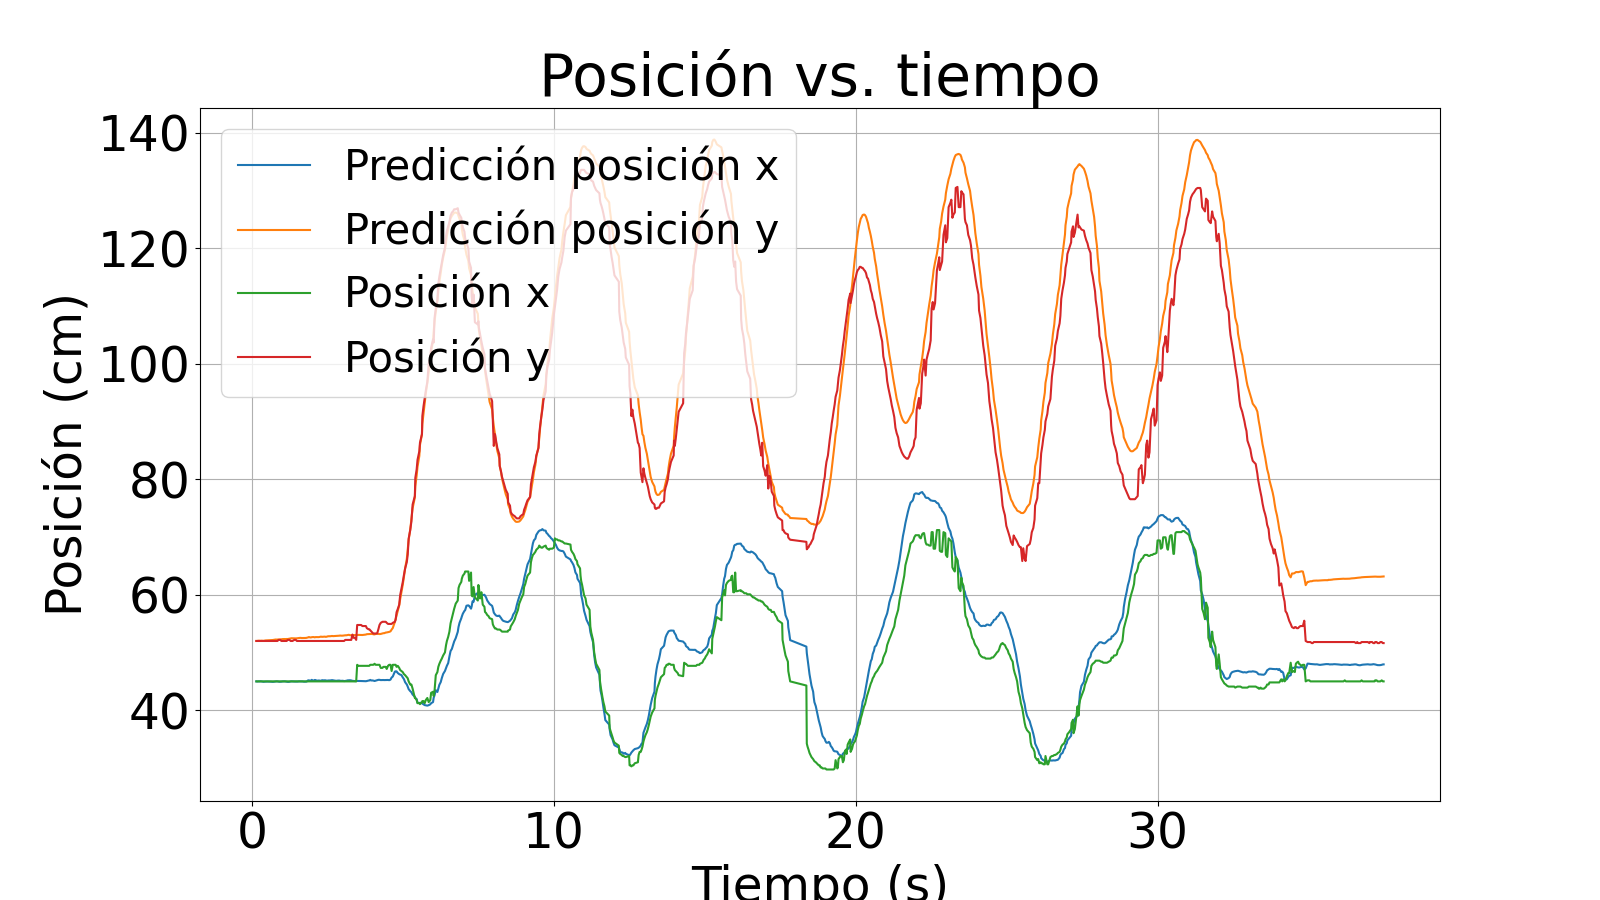 Posición vs. tiempo
140
120
100
80
60
40
Posición (cm)
Predicción posición x
Predicción posición y
Posición x
Posición y
0 10 20 30
Tiempo (s)